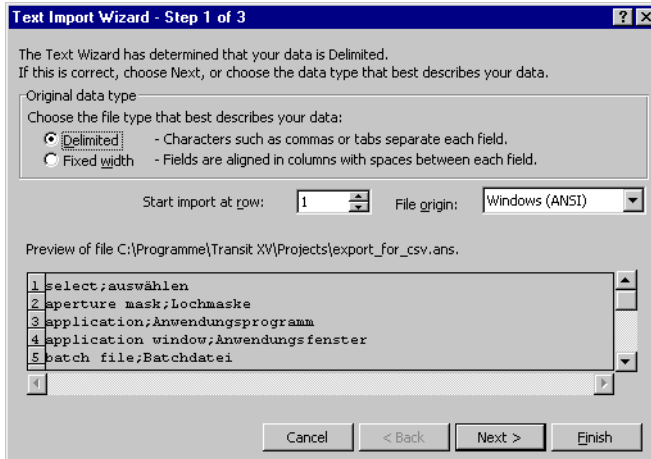 Text Import Wizard - Step 1 of 3
The Text Wizard has determined that your data is Delimited.
If this is correct, choose Next, or choose the data type that best describes your data.
Original data type
Choose the file type that best describes your data:
Delimited - Characters such as commas or tabs separate each field.
Fixed width - Fields are aligned in columns with spaces between each field.
Start import at row: 1 File origin: Windows (ANSI)
Preview of file C:\Programme\Transit XV\Projects\export_for_csv.ans.
1 select;auswählen
2 aperture mask;Lochmaske
3 application;Anwendungsprogramm
4 application window;Anwendungsfenster
5 batch file;Batchdatei
Cancel < Back Next > Finish